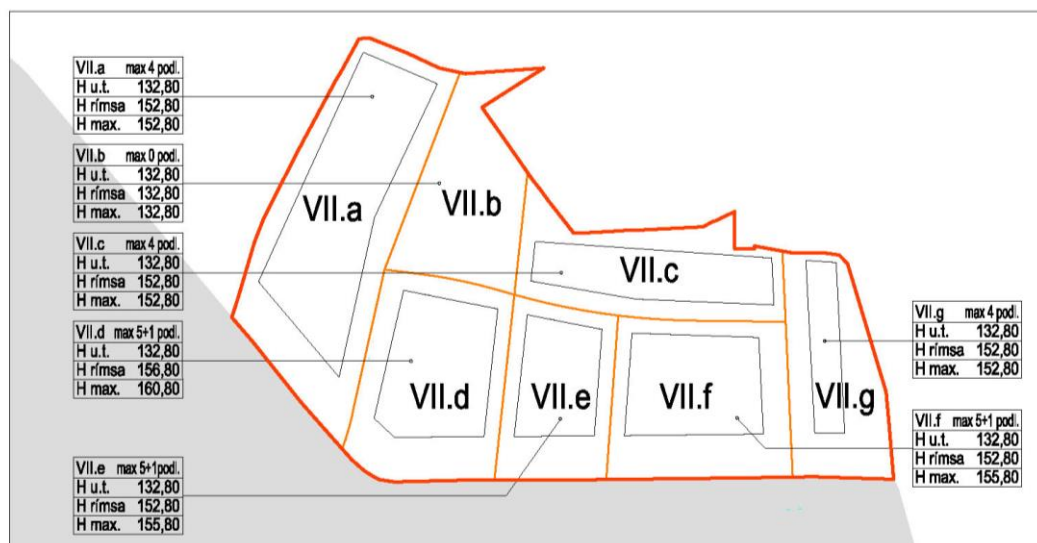 VII.a max 4 podl.
H u.t. 132,80
H rímsa 152,80
H max. 152,80
VII.b max 0 podl.
H u.t. 132,80
H rímsa 132,80
H max. 132,80
VII.c max 4 podl.
H u.t. 132,80
H rímsa 152,80
H max. 152,80
VII.d max 5+1 podl.
H u.t. 132,80
H rímsa 156,80
H max. 160,80
VII.e max 5+1podl.
H u.t. 132,80
H rímsa 152,80
H max. 155,80
VII.a
VII.b
VII.c
VII.d
VII.e
VII.f
VII.g
VII.g max 4 podl.
H u.t. 132,80
H rímsa 152,80
H max. 152,80
VII.f max 5+1 podl.
H u.t. 132,80
H rímsa 152,80
H max. 155,80